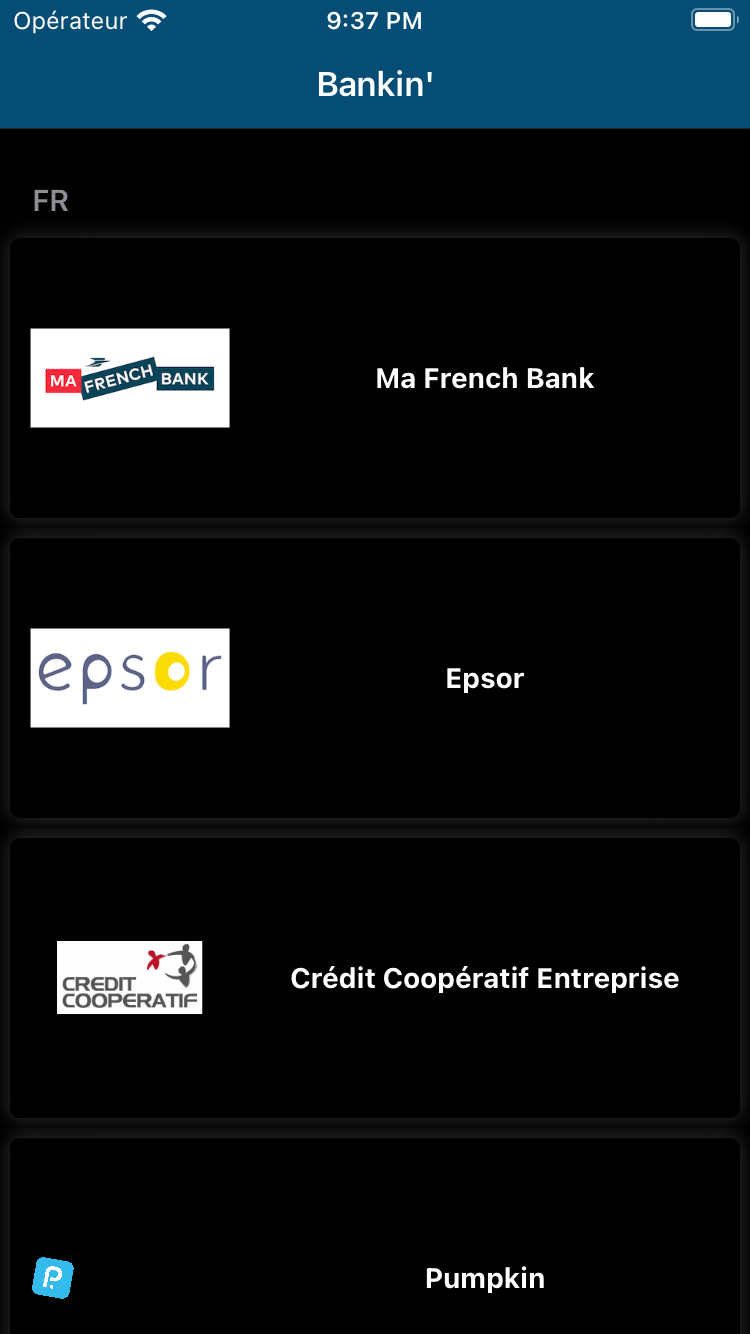 Opérateur 9:37 PM
Bankin'
FR
MA FRENCH BANK
Ma French Bank
epsor
Epsor
CREDIT
COOPERATIF
Crédit Coopératif Entreprise
P
Pumpkin